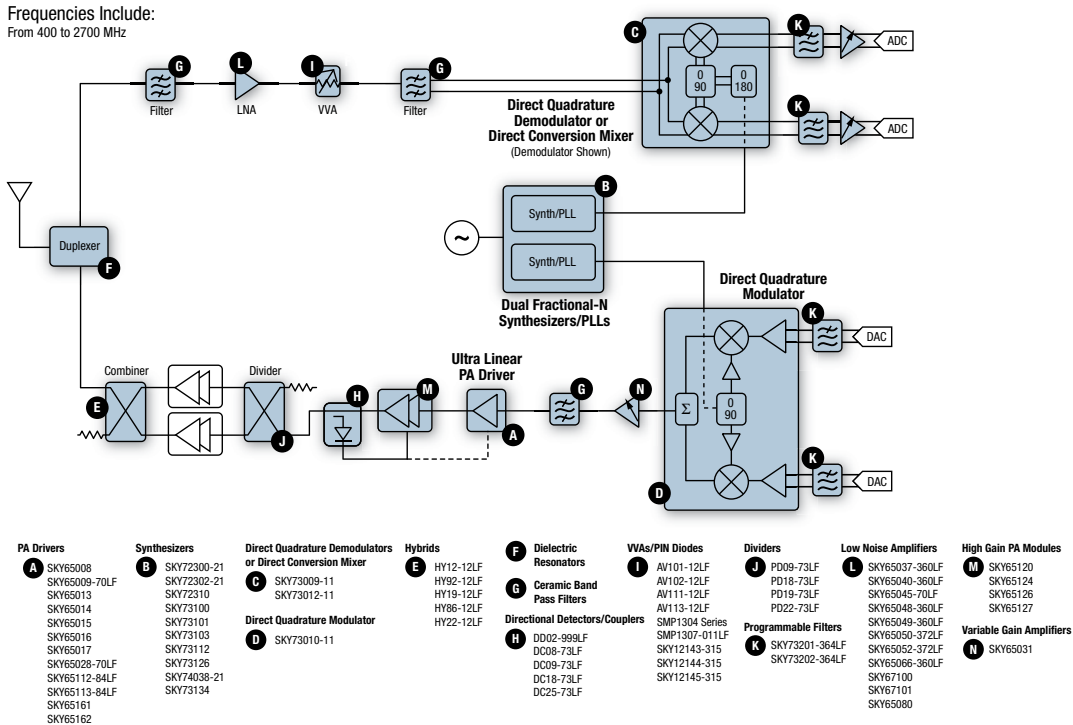 Frequencies Include:
From 400 to 2700 MHz
G
Filter
L
LNA
I
VVA
G
Filter
C
0
90
0
180
K
ADC
K
ADC
Direct Quadrature
Demodulator or
Direct Conversion Mixer
(Demodulator Shown)
B
Synth/PLL
Synth/PLL
~
Dual Fractional-N
Synthesizers/PLLs
Duplexer
F
Direct Quadrature
Modulator
K
DAC
Σ
0
90
K
DAC
D
N
G
Ultra Linear
PA Driver
A
M
H
Divider
J
Combiner
E
PA Drivers
A
SKY65008
SKY65009-70LF
SKY65013
SKY65014
SKY65015
SKY65016
SKY65017
SKY65028-70LF
SKY65112-84LF
SKY65113-84LF
SKY65161
SKY65162
Synthesizers
B
SKY72300-21
SKY72302-21
SKY72310
SKY73100
SKY73101
SKY73103
SKY73112
SKY73126
SKY74038-21
SKY73134
Direct Quadrature Demodulators
or Direct Conversion Mixer
C
SKY73009-11
SKY73012-11
Direct Quadrature Modulator
D
SKY73010-11
Hybrids
E
HY12-12LF
HY92-12LF
HY19-12LF
HY86-12LF
HY22-12LF
F
Dielectric
Resonators
G
Ceramic Band
Pass Filters
Directional Detectors/Couplers
H
DD02-999LF
DC08-73LF
DC09-73LF
DC18-73LF
DC25-73LF
VVAs/PIN Diodes
I
AV101-12LF
AV102-12LF
AV111-12LF
AV113-12LF
SMP1304 Series
SMP1307-011LF
SKY12143-315
SKY12144-315
SKY12145-315
Dividers
J
PD09-73LF
PD18-73LF
PD19-73LF
PD22-73LF
Programmable Filters
K
SKY73201-364LF
SKY73202-364LF
Low Noise Amplifiers
L
SKY65037-360LF
SKY65040-360LF
SKY65045-70LF
SKY65048-360LF
SKY65049-360LF
SKY65050-372LF
SKY65052-372LF
SKY65066-360LF
SKY67100
SKY67101
SKY65080
High Gain PA Modules
M
SKY65120
SKY65124
SKY65126
SKY65127
Variable Gain Amplifiers
N
SKY65031